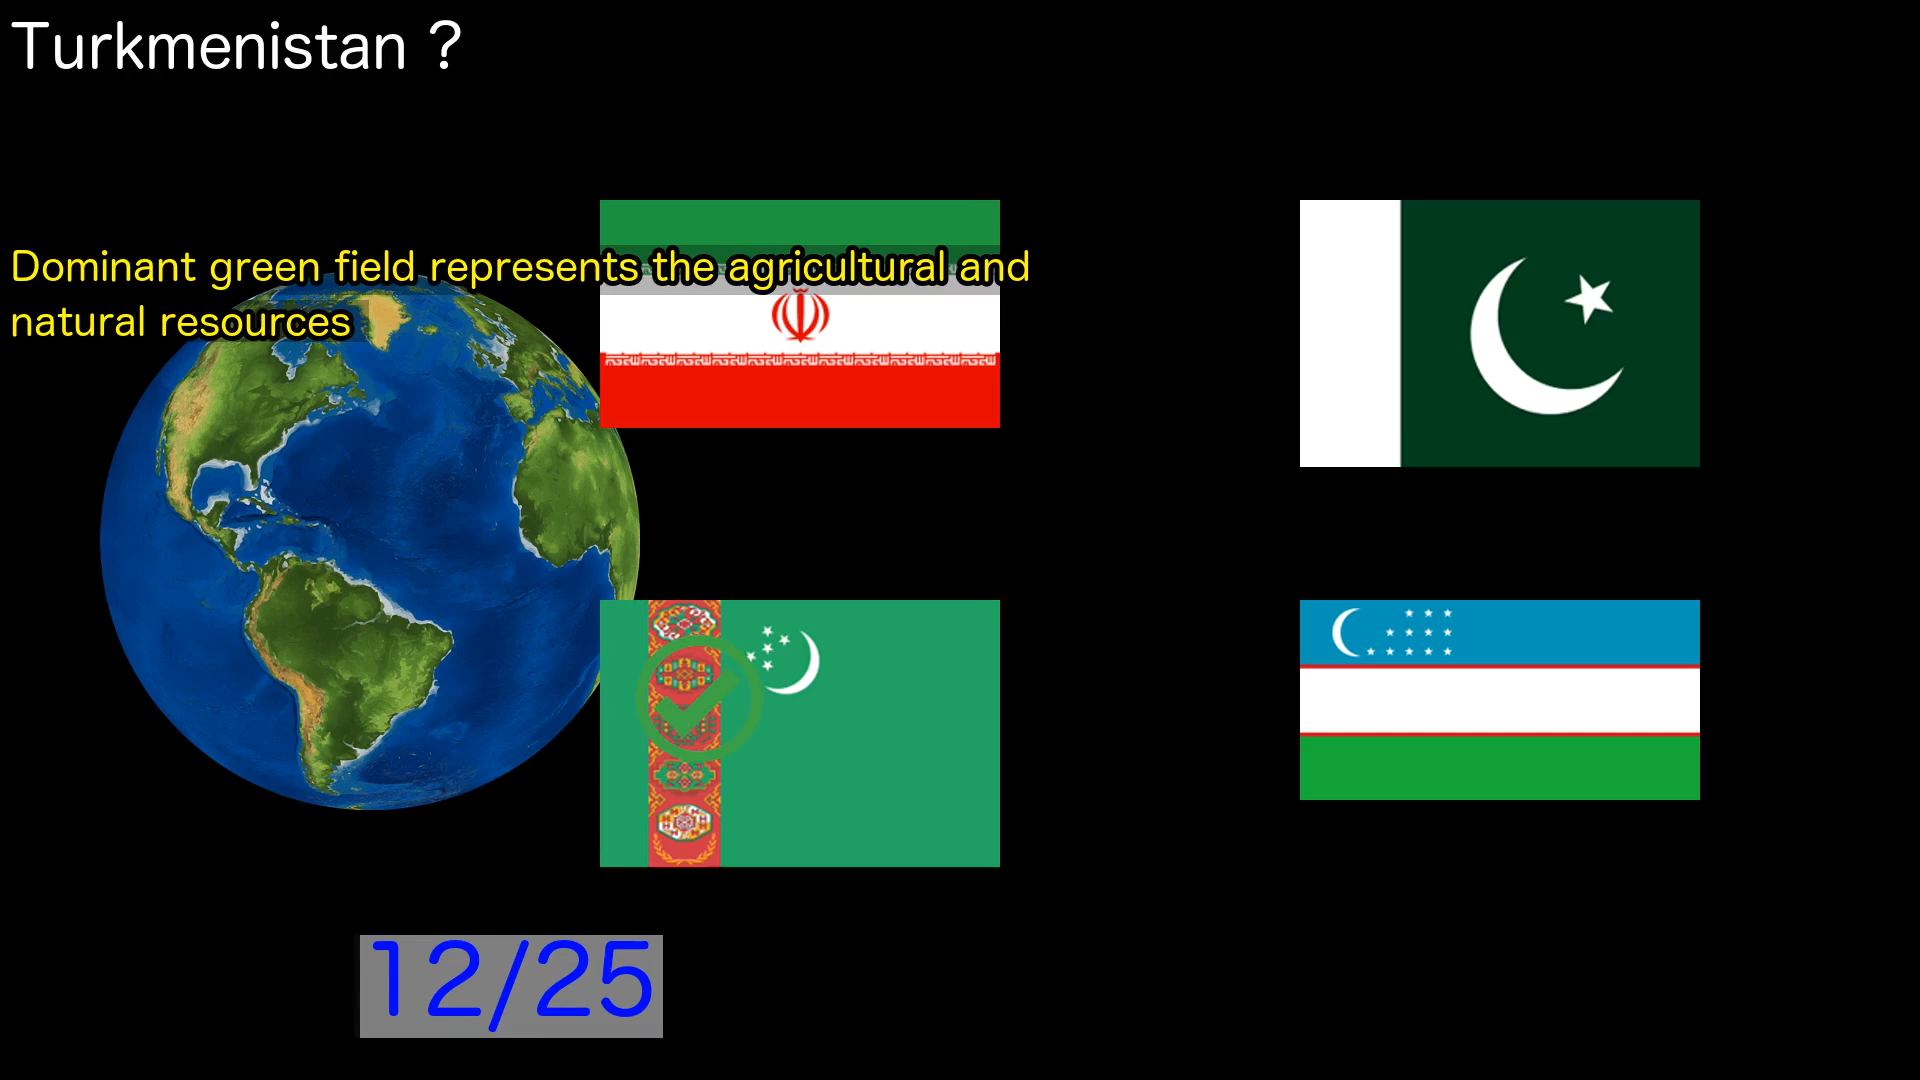 Turkmenistan ?
Dominant green field represents the agricultural and
natural resources
12/25